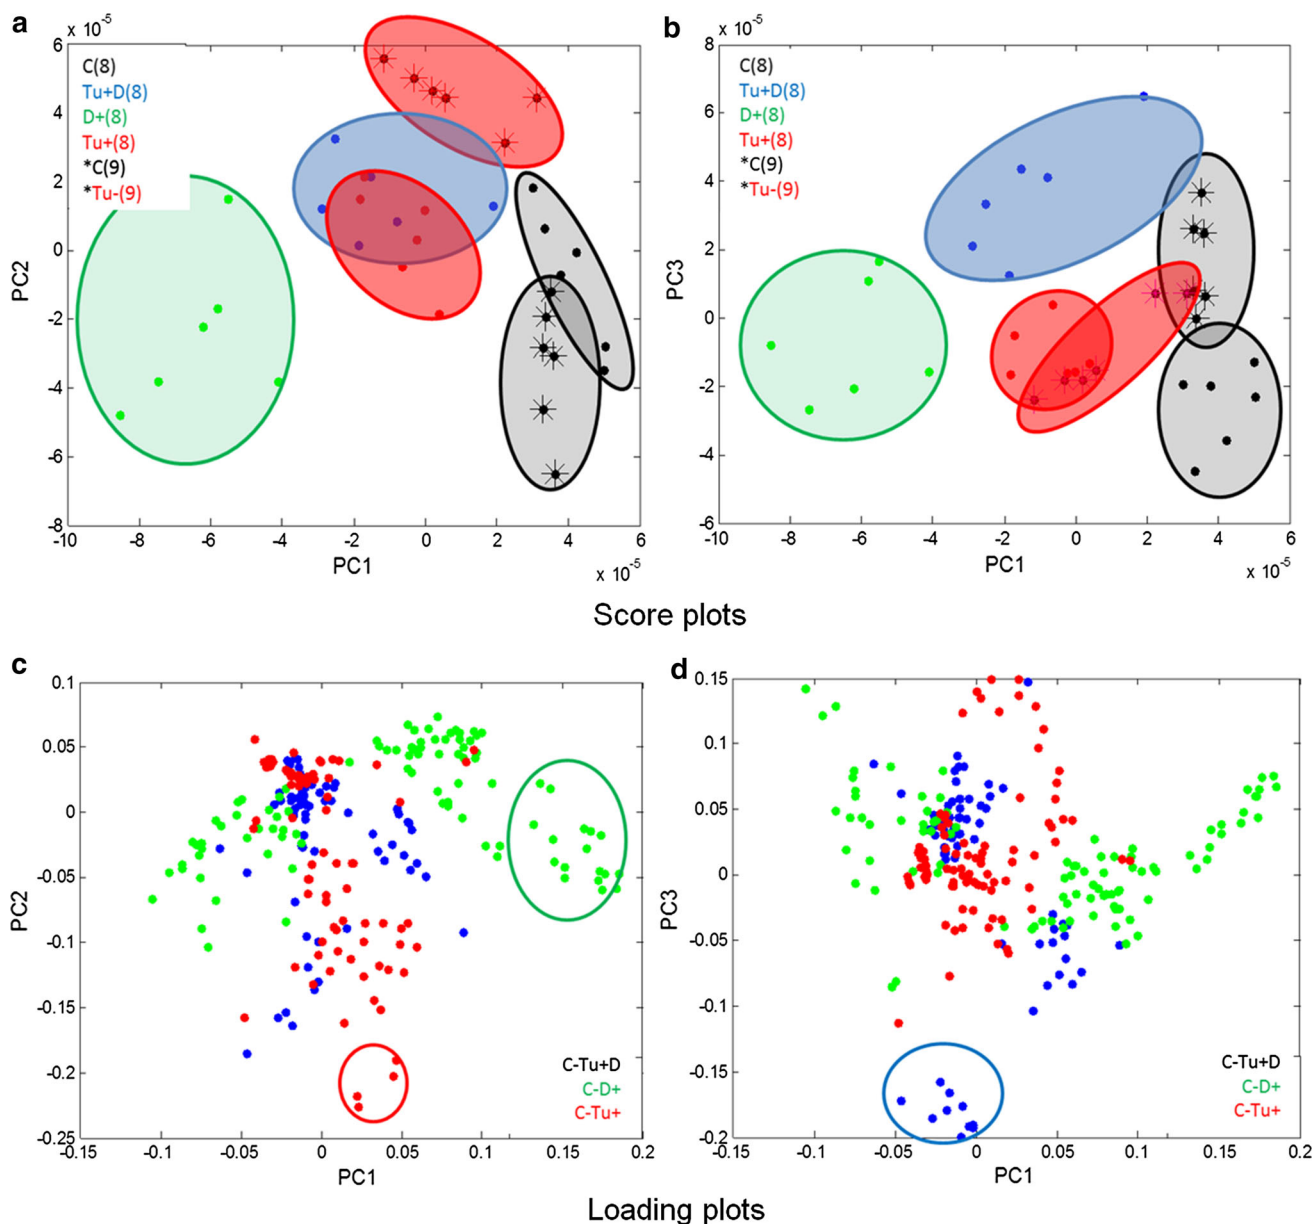 a
x 10-5
6
4
2
0
-2
-4
-6
-8
PC2
C(8)
Tu+D(8)
D+(8)
Tu+(8)
*C(9)
*Tu-(9)
-10
-8
-6
-4
-2
0
2
4
6
PC1
x 10-5
b
x 10-5
8
6
4
2
0
-2
-4
-6
PC3
C(8)
Tu+D(8)
D+(8)
Tu+(8)
*C(9)
*Tu-(9)
-10
-8
-6
-4
-2
0
2
4
6
PC1
x 10-5
Score plots
c
0.1
0.05
0
-0.05
-0.1
-0.15
-0.2
-0.25
PC2
C-Tu+D
C-D+
C-Tu+
-0.15
-0.1
-0.05
0
0.05
0.1
0.15
0.2
PC1
d
0.15
0.1
0.05
0
-0.05
-0.1
-0.15
-0.2
PC3
C-Tu+D
C-D+
C-Tu+
-0.15
-0.1
-0.05
0
0.05
0.1
0.15
0.2
PC1
Loading plots